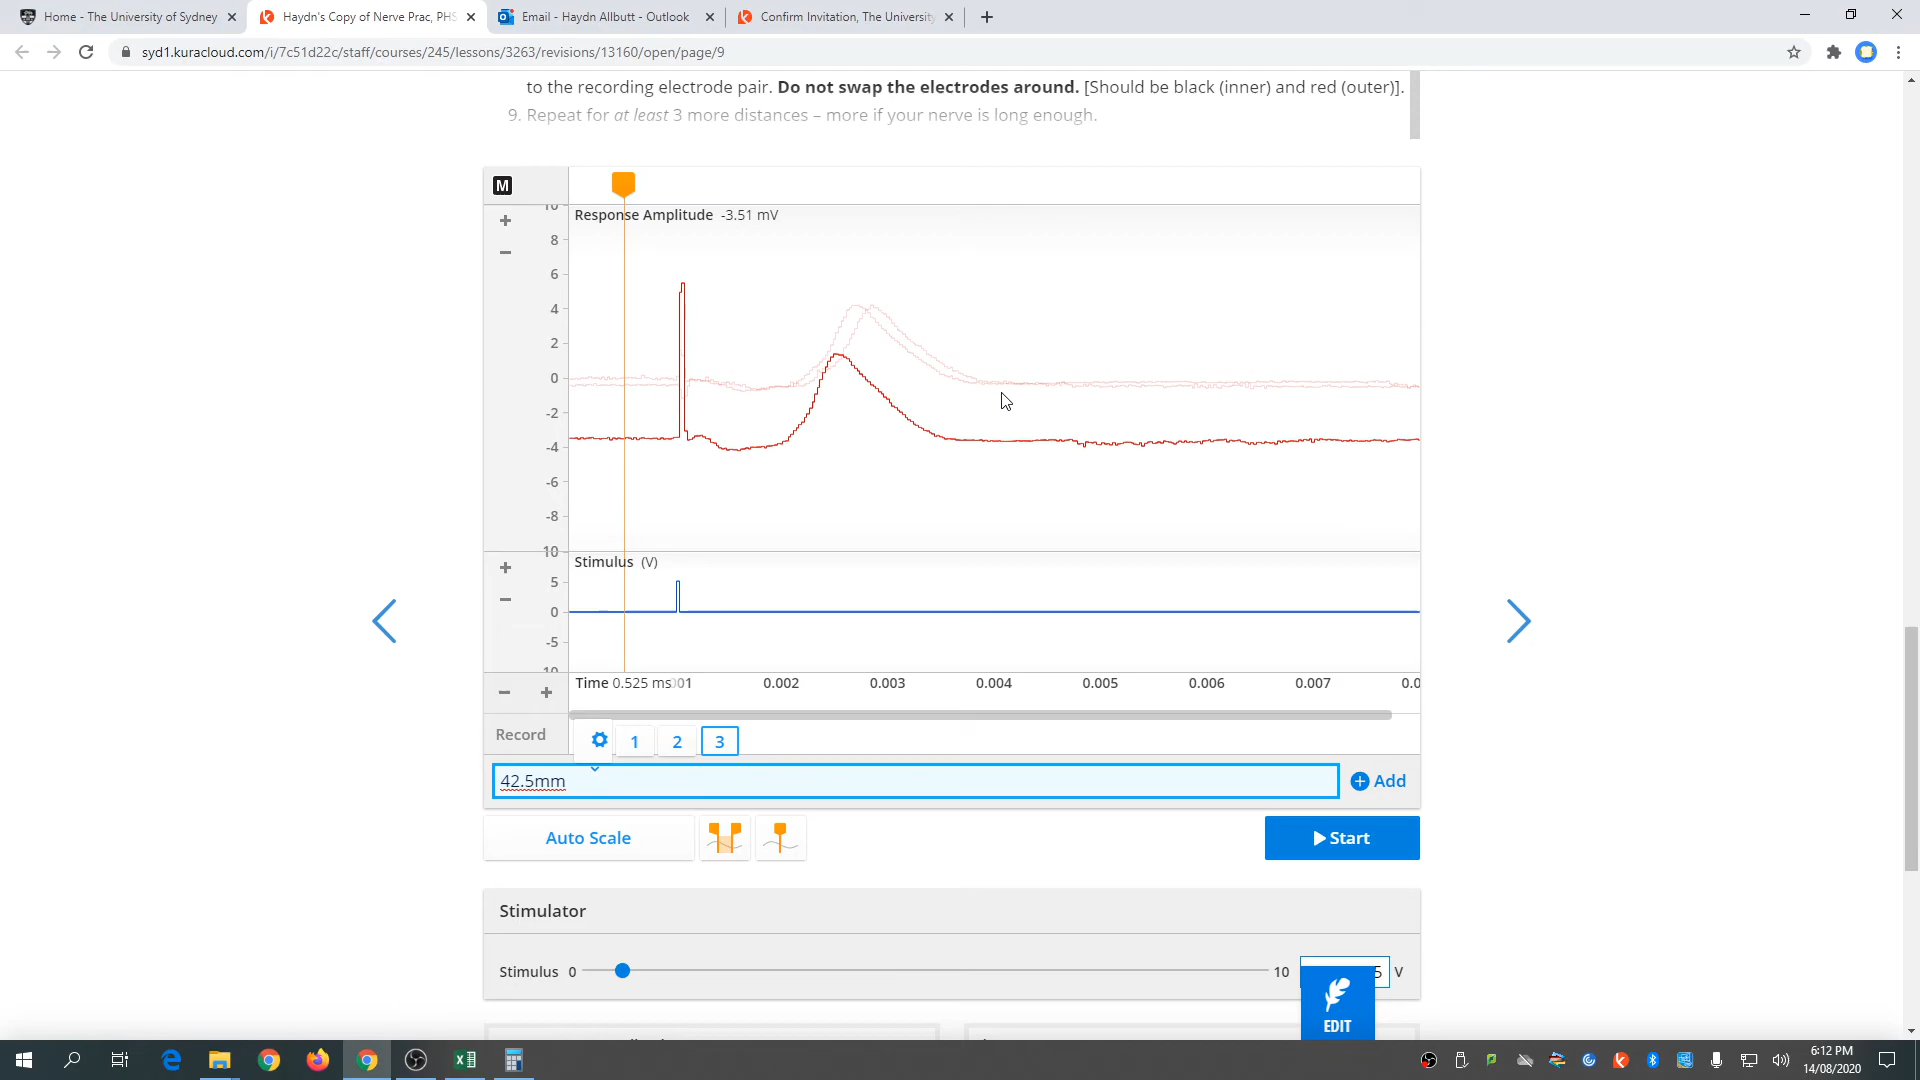 Home - The University of Sydney
Haydn's Copy of Nerve Prac, PHS
Email - Haydn Allbutt - Outlook
Confirm Invitation, The University
syd1.kuracloud.com/i/7c51d22c/staff/courses/245/lessons/3263/revisions/13160/open/page/9
to the recording electrode pair. Do not swap the electrodes around. [Should be black (inner) and red (outer)].
9. Repeat for at least 3 more distances – more if your nerve is long enough.
M
Response Amplitude -3.51 mV
10
8
6
4
2
0
-2
-4
-6
-8
Stimulus (V)
10
5
0
-5
-10
Time 0.525 ms 001 0.002 0.003 0.004 0.005 0.006 0.007 0.0
Record 1 2 3
42.5mm
Add
Auto Scale
Start
Stimulator
Stimulus 0 10 5 V
EDIT
6:12 PM
14/08/2020